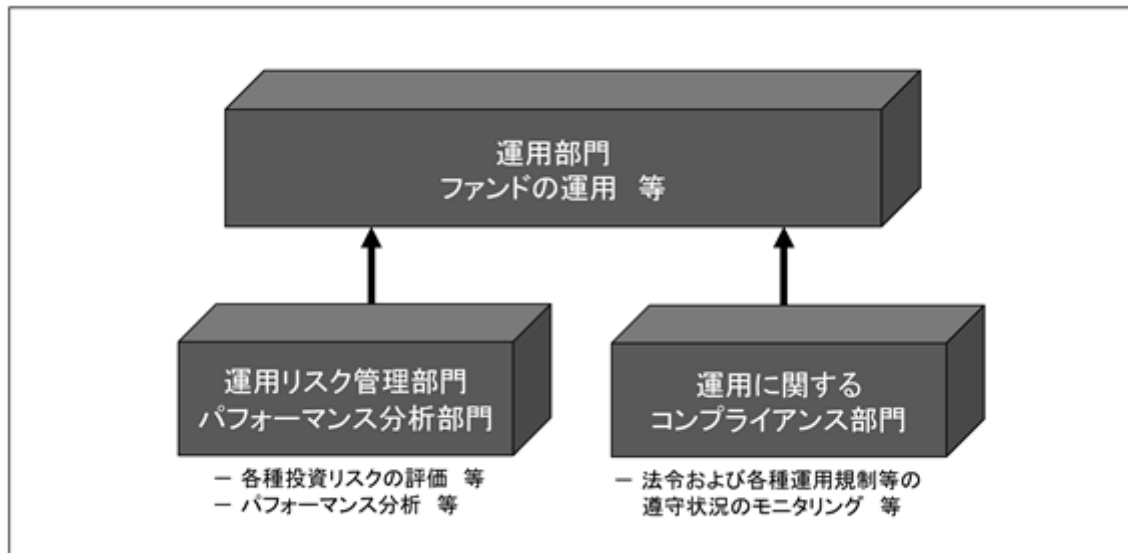 運用部門
ファンドの運用 等
運用リスク管理部門
パフォーマンス分析部門
運用に関する
コンプライアンス部門
－ 各種投資リスクの評価 等
－ パフォーマンス分析 等
－ 法令および各種運用規制等の
遵守状況のモニタリング 等